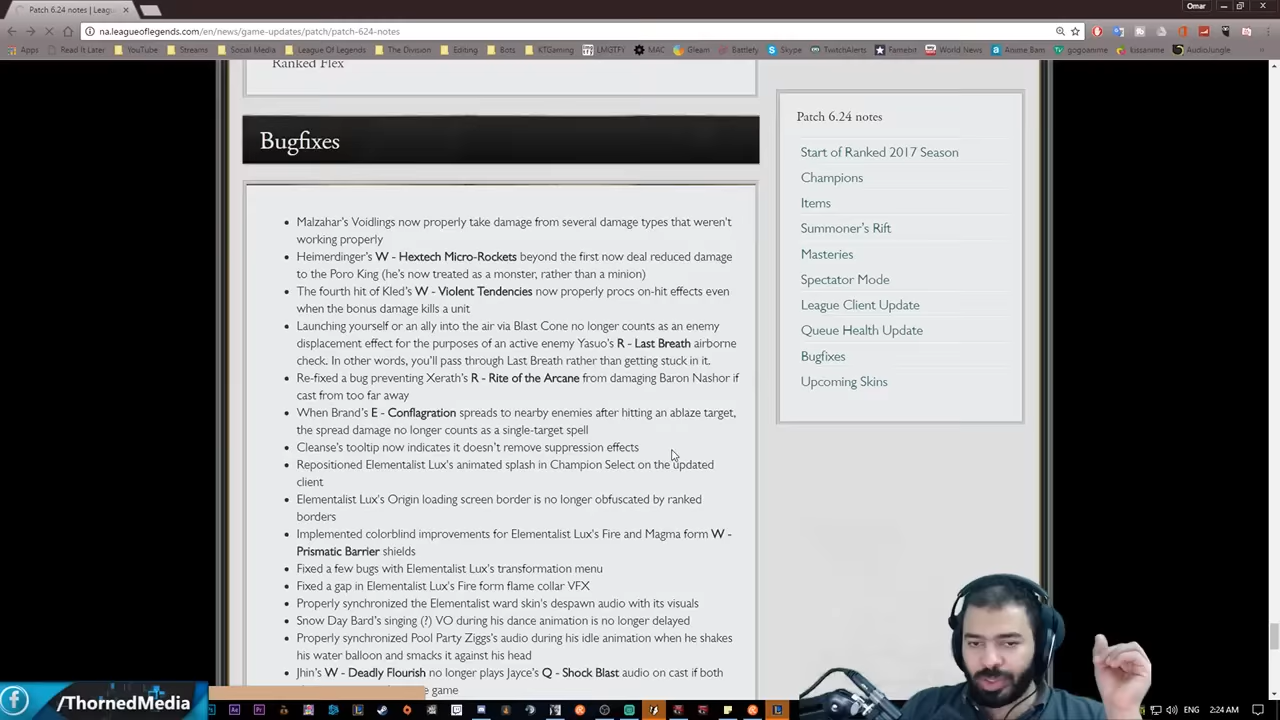 Patch 6.24 notes | Leagu
Omar
na.leagueoflegends.com/en/news/game-updates/patch/patch-624-notes
Apps Read It Later YouTube Streams Social Media League Of Legends The Division Editing Bots KTGaming LMGTFY MAC Gleam Battlefy Skype TwitchAlerts Famebit World News Anime Bam gogoanime kissanime AudioJungle
Ranked Flex
Bugfixes
Malzahar's Voidlings now properly take damage from several damage types that weren't
working properly
Heimerdinger's W - Hextech Micro-Rockets beyond the first now deal reduced damage
to the Poro King (he's now treated as a monster, rather than a minion)
The fourth hit of Kled's W - Violent Tendencies now properly procs on-hit effects even
when the bonus damage kills a unit
Launching yourself or an ally into the air via Blast Cone no longer counts as an enemy
displacement effect for the purposes of an active enemy Yasuo's R - Last Breath airborne
check. In other words, you'll pass through Last Breath rather than getting stuck in it.
Re-fixed a bug preventing Xerath's R - Rite of the Arcane from damaging Baron Nashor if
cast from too far away
When Brand's E - Conflagration spreads to nearby enemies after hitting an ablaze target,
the spread damage no longer counts as a single-target spell
Cleanse's tooltip now indicates it doesn't remove suppression effects
Repositioned Elementalist Lux's animated splash in Champion Select on the updated
client
Elementalist Lux's Origin loading screen border is no longer obfuscated by ranked
borders
Implemented colorblind improvements for Elementalist Lux's Fire and Magma form W -
Prismatic Barrier shields
Fixed a few bugs with Elementalist Lux's transformation menu
Fixed a gap in Elementalist Lux's Fire form flame collar VFX
Properly synchronized the Elementalist ward skin's despawn audio with its visuals
Snow Day Bard's singing (?) VO during his dance animation is no longer delayed
Properly synchronized Pool Party Ziggs's audio during his idle animation when he shakes
his water balloon and smacks it against his head
Jhin's W - Deadly Flourish no longer plays Jayce's Q - Shock Blast audio on cast if both
game
Patch 6.24 notes
Start of Ranked 2017 Season
Champions
Items
Summoner's Rift
Masteries
Spectator Mode
League Client Update
Queue Health Update
Bugfixes
Upcoming Skins
/ThornedMedia
ENG 2:24 AM